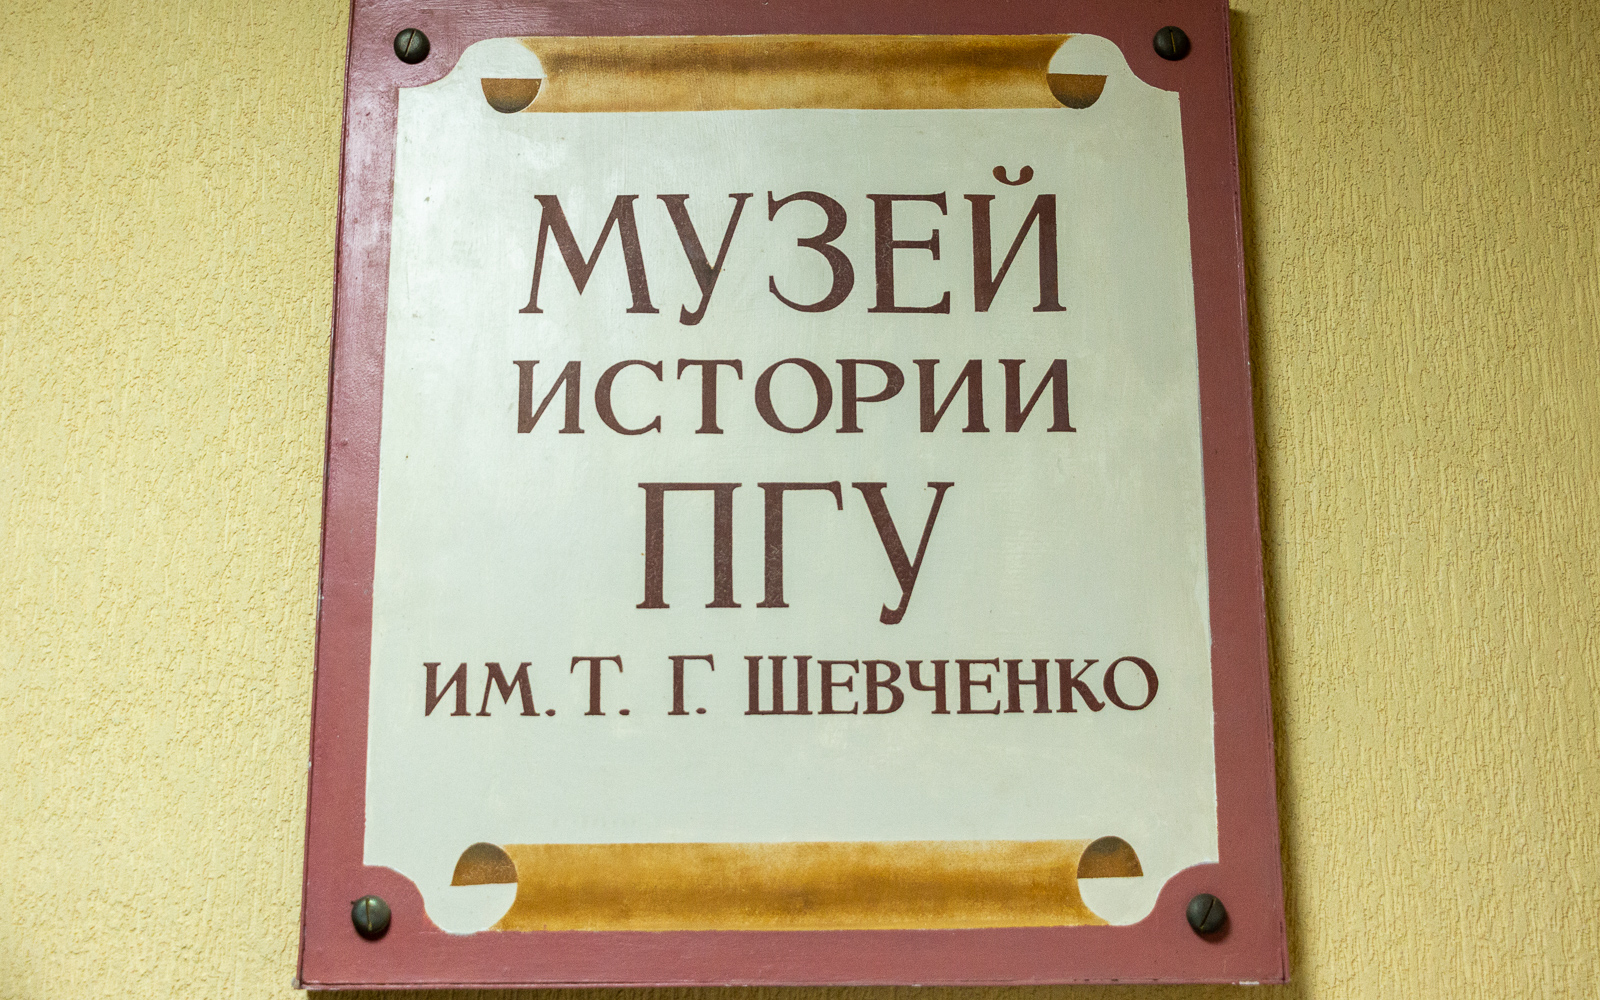 МУЗЕЙ
ИСТОРИИ
ПГУ
ИМ. Т. Г. ШЕВЧЕНКО